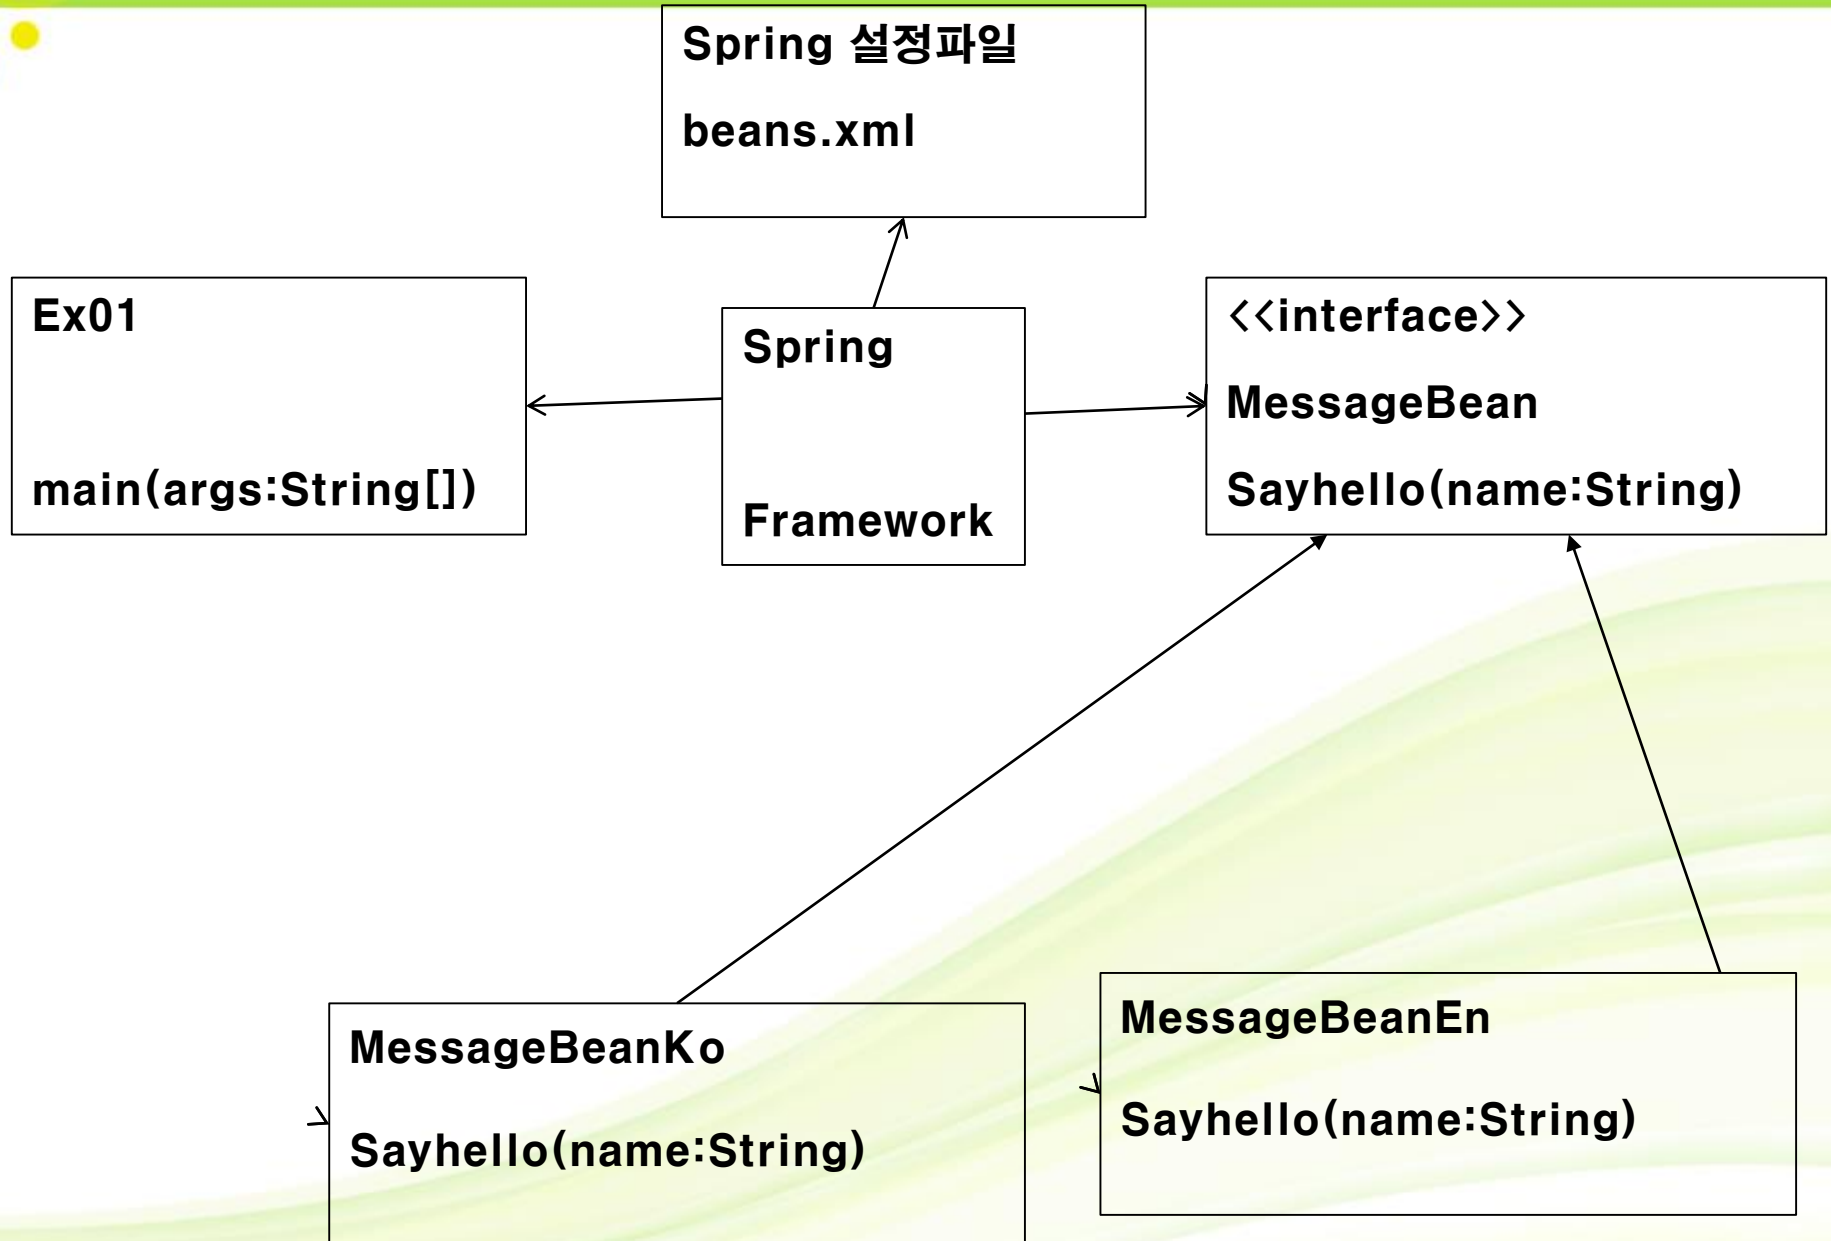 Spring 설정파일
beans.xml
Ex01
main(args:String[])
Spring
Framework
<<interface>>
MessageBean
Sayhello(name:String)
MessageBeanKo
Sayhello(name:String)
MessageBeanEn
Sayhello(name:String)